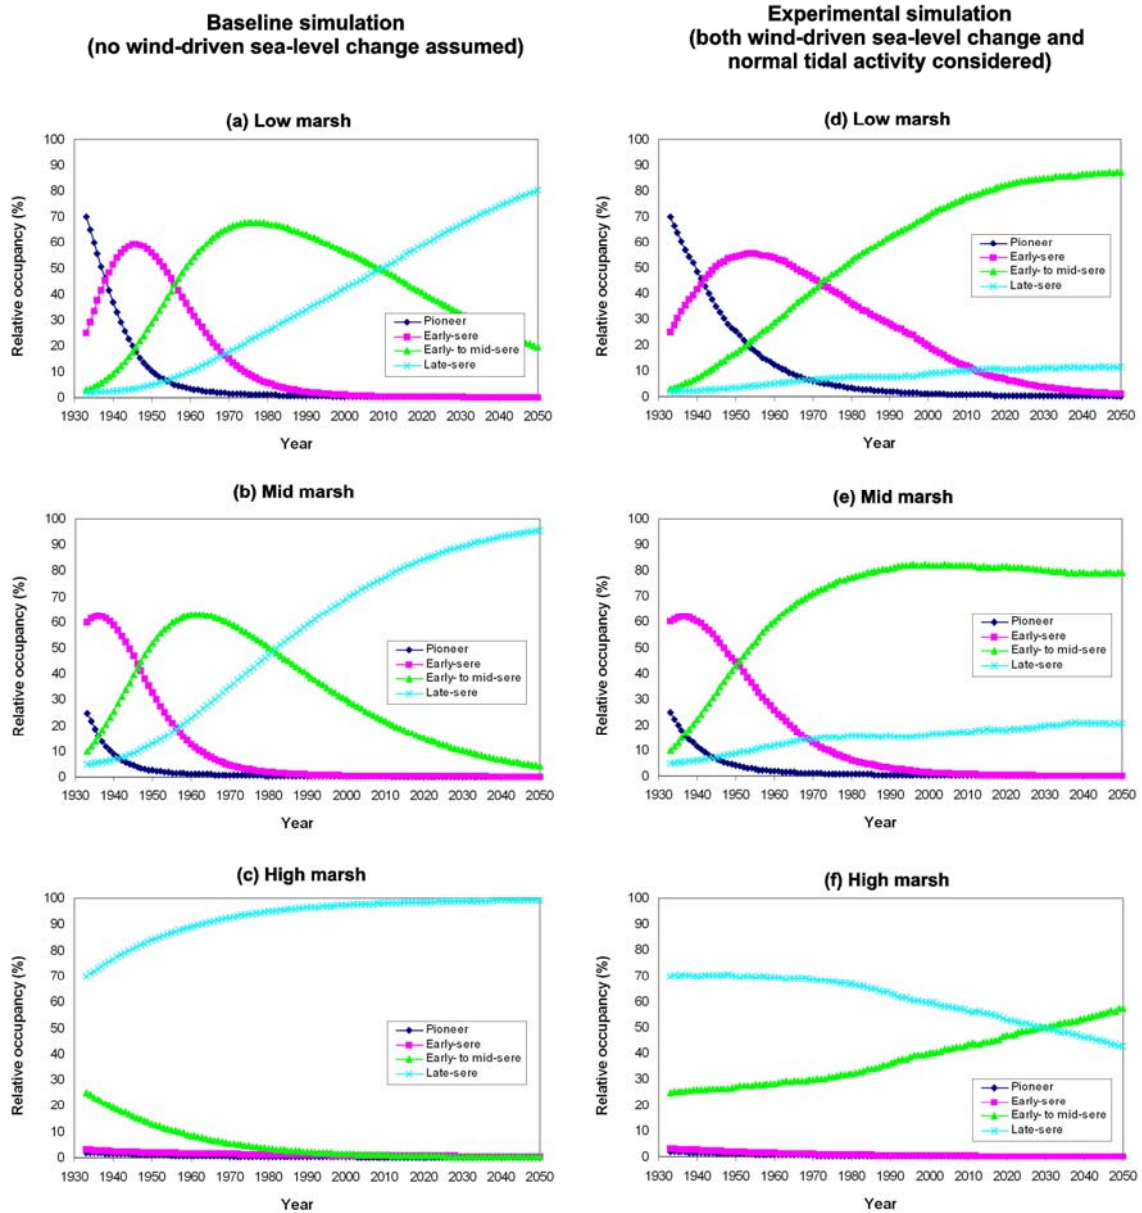 Baseline simulation
(no wind-driven sea-level change assumed)
Experimental simulation
(both wind-driven sea-level change and
normal tidal activity considered)
(a) Low marsh
100
90
80
70
60
50
40
30
20
10
0
Relative occupancy (%)
Pioneer
Early-sere
Early- to mid-sere
Late-sere
1930 1940 1950 1960 1970 1980 1990 2000 2010 2020 2030 2040 2050
Year
(d) Low marsh
100
90
80
70
60
50
40
30
20
10
0
Relative occupancy (%)
Pioneer
Early-sere
Early- to mid-sere
Late-sere
1930 1940 1950 1960 1970 1980 1990 2000 2010 2020 2030 2040 2050
Year
(b) Mid marsh
100
90
80
70
60
50
40
30
20
10
0
Relative occupancy (%)
Pioneer
Early-sere
Early- to mid-sere
Late-sere
1930 1940 1950 1960 1970 1980 1990 2000 2010 2020 2030 2040 2050
Year
(e) Mid marsh
100
90
80
70
60
50
40
30
20
10
0
Relative occupancy (%)
Pioneer
Early-sere
Early- to mid-sere
Late-sere
1930 1940 1950 1960 1970 1980 1990 2000 2010 2020 2030 2040 2050
Year
(c) High marsh
100
90
80
70
60
50
40
30
20
10
0
Relative occupancy (%)
Pioneer
Early-sere
Early- to mid-sere
Late-sere
1930 1940 1950 1960 1970 1980 1990 2000 2010 2020 2030 2040 2050
Year
(f) High marsh
100
90
80
70
60
50
40
30
20
10
0
Relative occupancy (%)
Pioneer
Early-sere
Early- to mid-sere
Late-sere
1930 1940 1950 1960 1970 1980 1990 2000 2010 2020 2030 2040 2050
Year